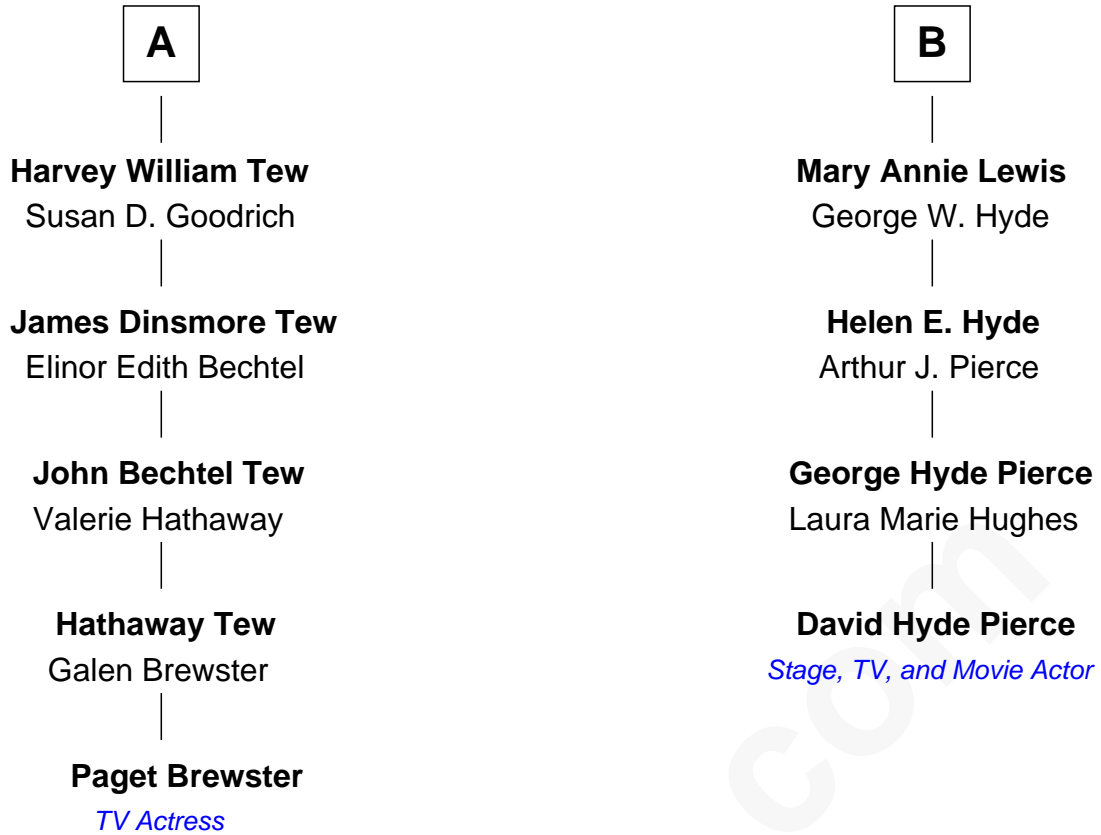 A
Harvey William Tew
Susan D. Goodrich
James Dinsmore Tew
Elinor Edith Bechtel
John Bechtel Tew
Valerie Hathaway
Hathaway Tew
Galen Brewster
Paget Brewster
TV Actress
B
Mary Annie Lewis
George W. Hyde
Helen E. Hyde
Arthur J. Pierce
George Hyde Pierce
Laura Marie Hughes
David Hyde Pierce
Stage, TV, and Movie Actor
com